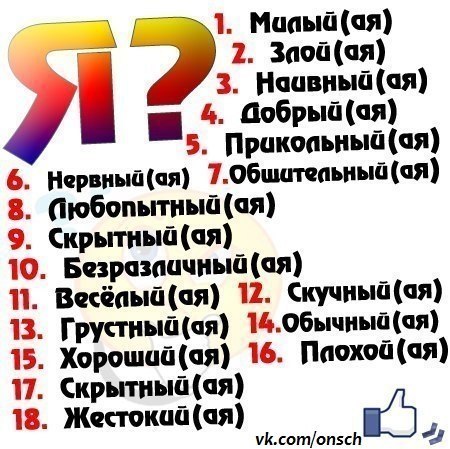 Я?
1. Милый(ая)
2. Злой(ая)
3. Наивный(ая)
4. Добрый(ая)
5. Прикольный(ая)
6. Нервный(ая) 7.Обшительный(ая)
8. Любопытный(ая)
9. Скрытный(ая)
10. Безразличный(ая)
11. Весёлый(ая) 12. Скучный(ая)
13. Грустный(ая) 14.Обычный(ая)
15. Хороший(ая) 16. Плохой(ая)
17. Скрытный(ая)
18. Жестокий(ая)
vk.com/onsch